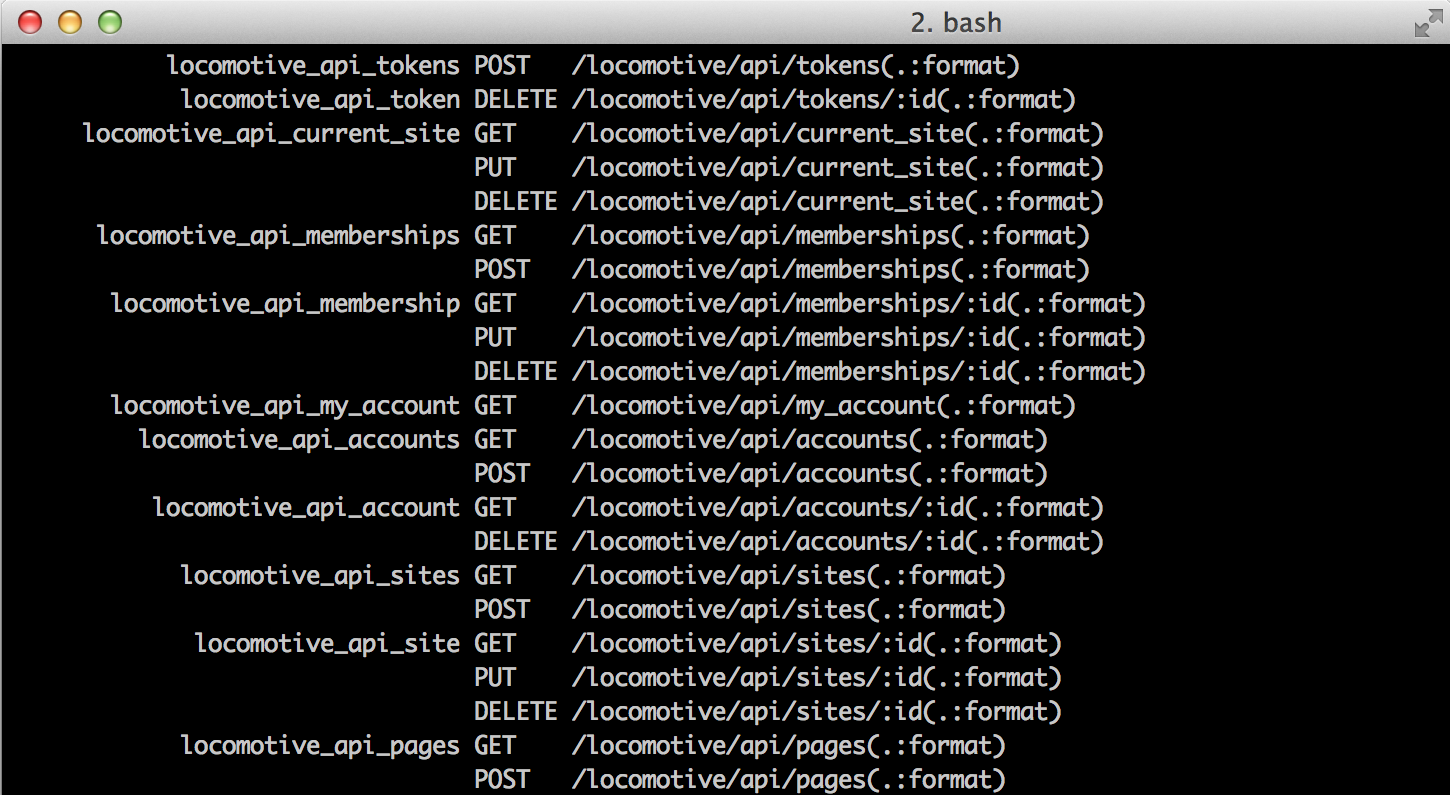 2. bash
locomotive_api_tokens POST /locomotive/api/tokens(.:format)
locomotive_api_token DELETE /locomotive/api/tokens/:id(.:format)
locomotive_api_current_site GET /locomotive/api/current_site(.:format)
PUT /locomotive/api/current_site(.:format)
DELETE /locomotive/api/current_site(.:format)
locomotive_api_memberships GET /locomotive/api/memberships(.:format)
POST /locomotive/api/memberships(.:format)
locomotive_api_membership GET /locomotive/api/memberships/:id(.:format)
PUT /locomotive/api/memberships/:id(.:format)
DELETE /locomotive/api/memberships/:id(.:format)
locomotive_api_my_account GET /locomotive/api/my_account(.:format)
locomotive_api_accounts GET /locomotive/api/accounts(.:format)
POST /locomotive/api/accounts(.:format)
locomotive_api_account GET /locomotive/api/accounts/:id(.:format)
DELETE /locomotive/api/accounts/:id(.:format)
locomotive_api_sites GET /locomotive/api/sites(.:format)
POST /locomotive/api/sites(.:format)
locomotive_api_site GET /locomotive/api/sites/:id(.:format)
PUT /locomotive/api/sites/:id(.:format)
DELETE /locomotive/api/sites/:id(.:format)
locomotive_api_pages GET /locomotive/api/pages(.:format)
POST /locomotive/api/pages(.:format)